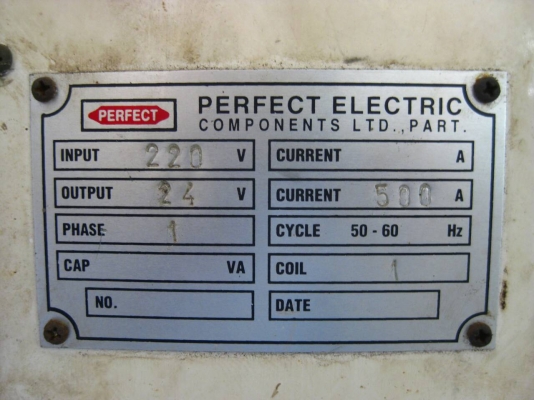 PERFECT
PERFECT ELECTRIC
COMPONENTS LTD.,PART.
INPUT 220 V
CURRENT A
OUTPUT 24 V
CURRENT 500 A
PHASE 1
CYCLE 50 - 60 Hz
CAP VA
COIL 1
NO.
DATE